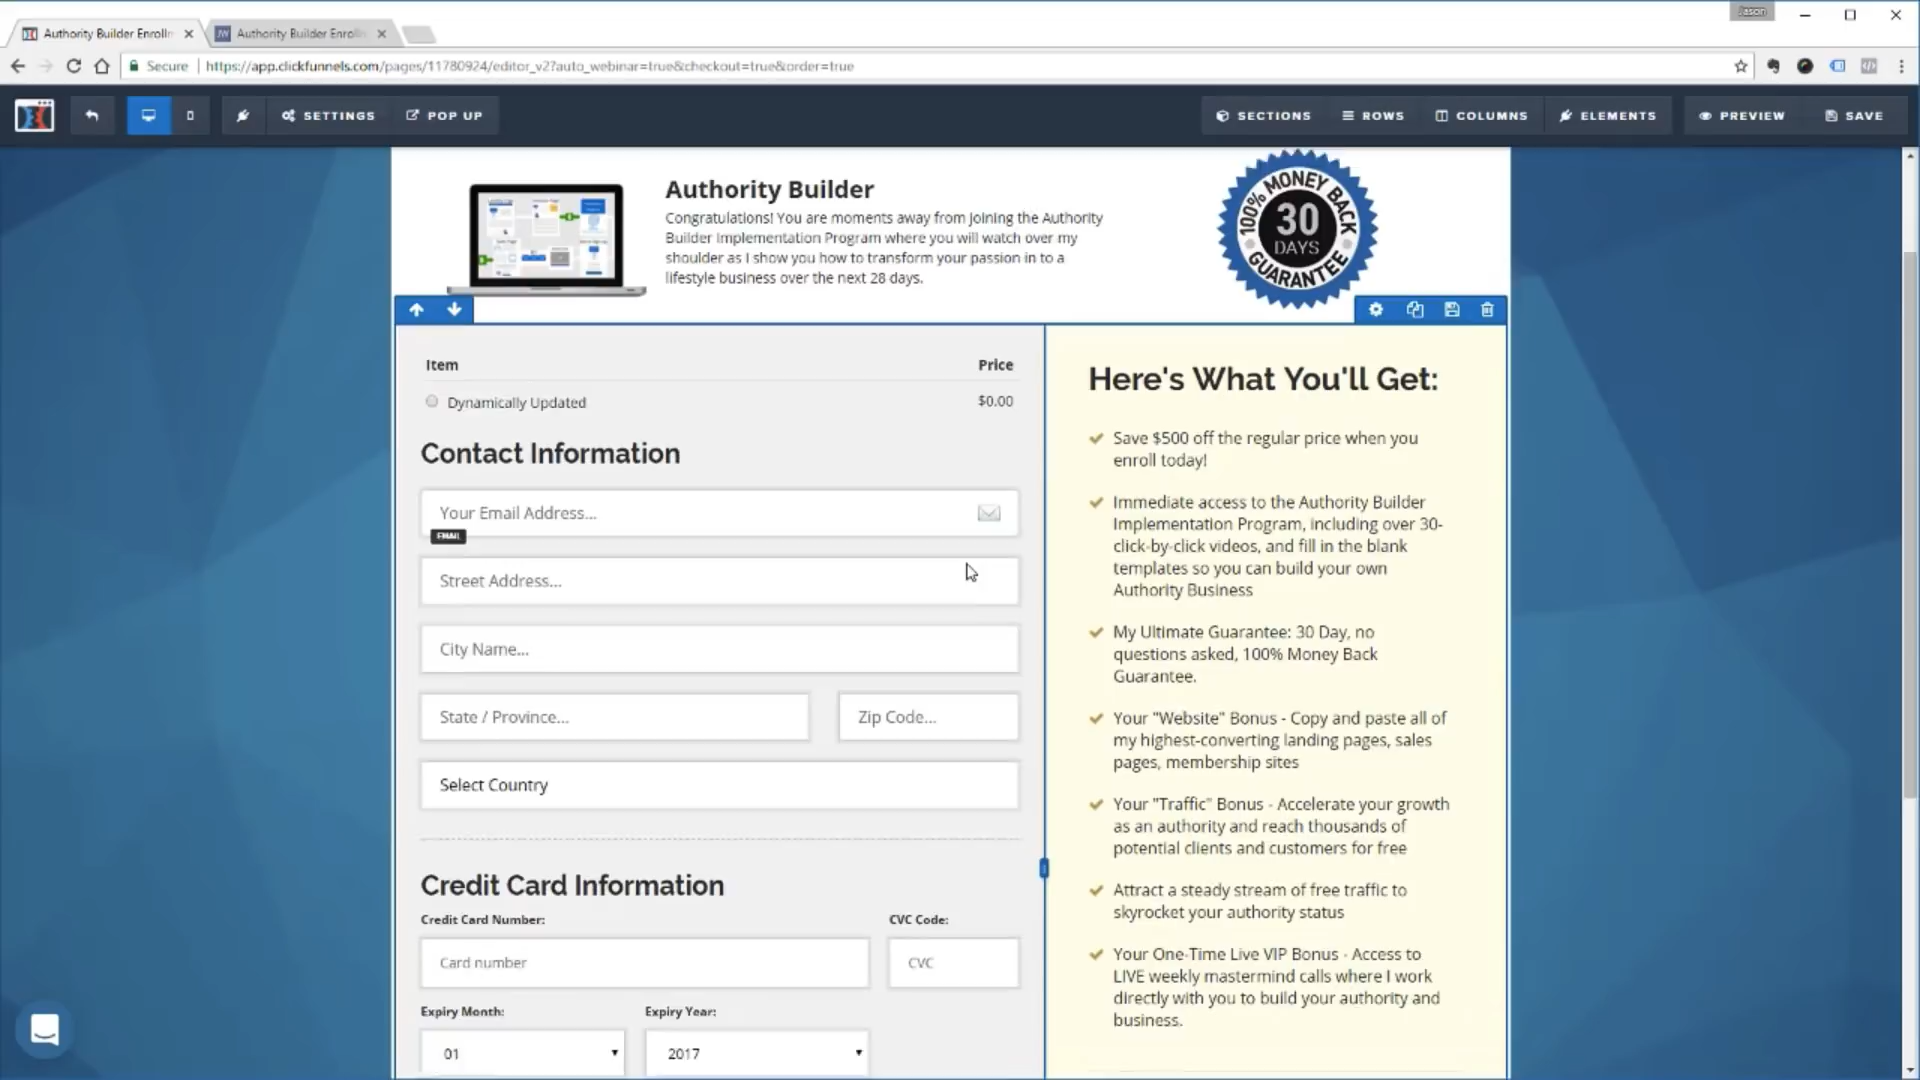 Jason
Authority Builder Enrollm
Authority Builder Enrollm
Secure
https://app.clickfunnels.com/pages/11780924/editor_v2?auto_webinar=true&checkout=true&order=true
SETTINGS
POP UP
SECTIONS
ROWS
COLUMNS
ELEMENTS
PREVIEW
SAVE
Authority Builder
Congratulations! You are moments away from joining the Authority
Builder Implementation Program where you will watch over my
shoulder as I show you how to transform your passion in to a
lifestyle business over the next 28 days.
100% MONEY BACK
30
DAYS
GUARANTEE
Item
Price
Dynamically Updated
$0.00
Contact Information
Your Email Address...
EMAIL
Street Address...
City Name...
State / Province...
Zip Code...
Select Country
Credit Card Information
Credit Card Number:
CVC Code:
Card number
CVC
Expiry Month:
Expiry Year:
01
2017
Here's What You'll Get:
Save $500 off the regular price when you
enroll today!
Immediate access to the Authority Builder
Implementation Program, including over 30-
click-by-click videos, and fill in the blank
templates so you can build your own
Authority Business
My Ultimate Guarantee: 30 Day, no
questions asked, 100% Money Back
Guarantee.
Your "Website" Bonus - Copy and paste all of
my highest-converting landing pages, sales
pages, membership sites
Your "Traffic" Bonus - Accelerate your growth
as an authority and reach thousands of
potential clients and customers for free
Attract a steady stream of free traffic to
skyrocket your authority status
Your One-Time Live VIP Bonus - Access to
LIVE weekly mastermind calls where I work
directly with you to build your authority and
business.